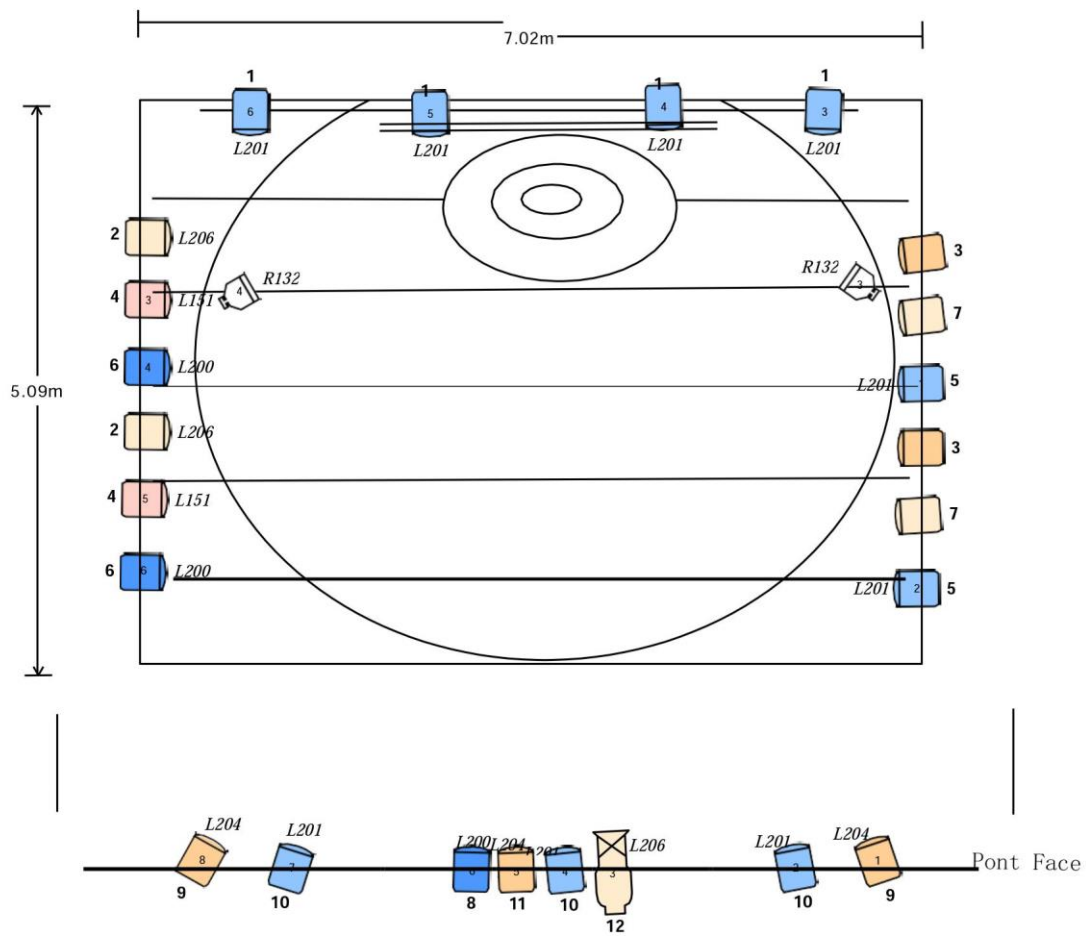 7.02m
1 1 1 1
6 5 4 3
L201 L201 L201 L201
2 L206
3
4 3 L151 4 R132 R132 3
7
6 4 L200 L201 5
5.09m
2 L206 3
4 5 L151 7
6 6 L200 L201 2 5
L204 L201 L200 L204 L201 L206 L201 L204
8 7 6 5 4 3 2 1 Pont Face
9 10 8 11 10 12 10 9